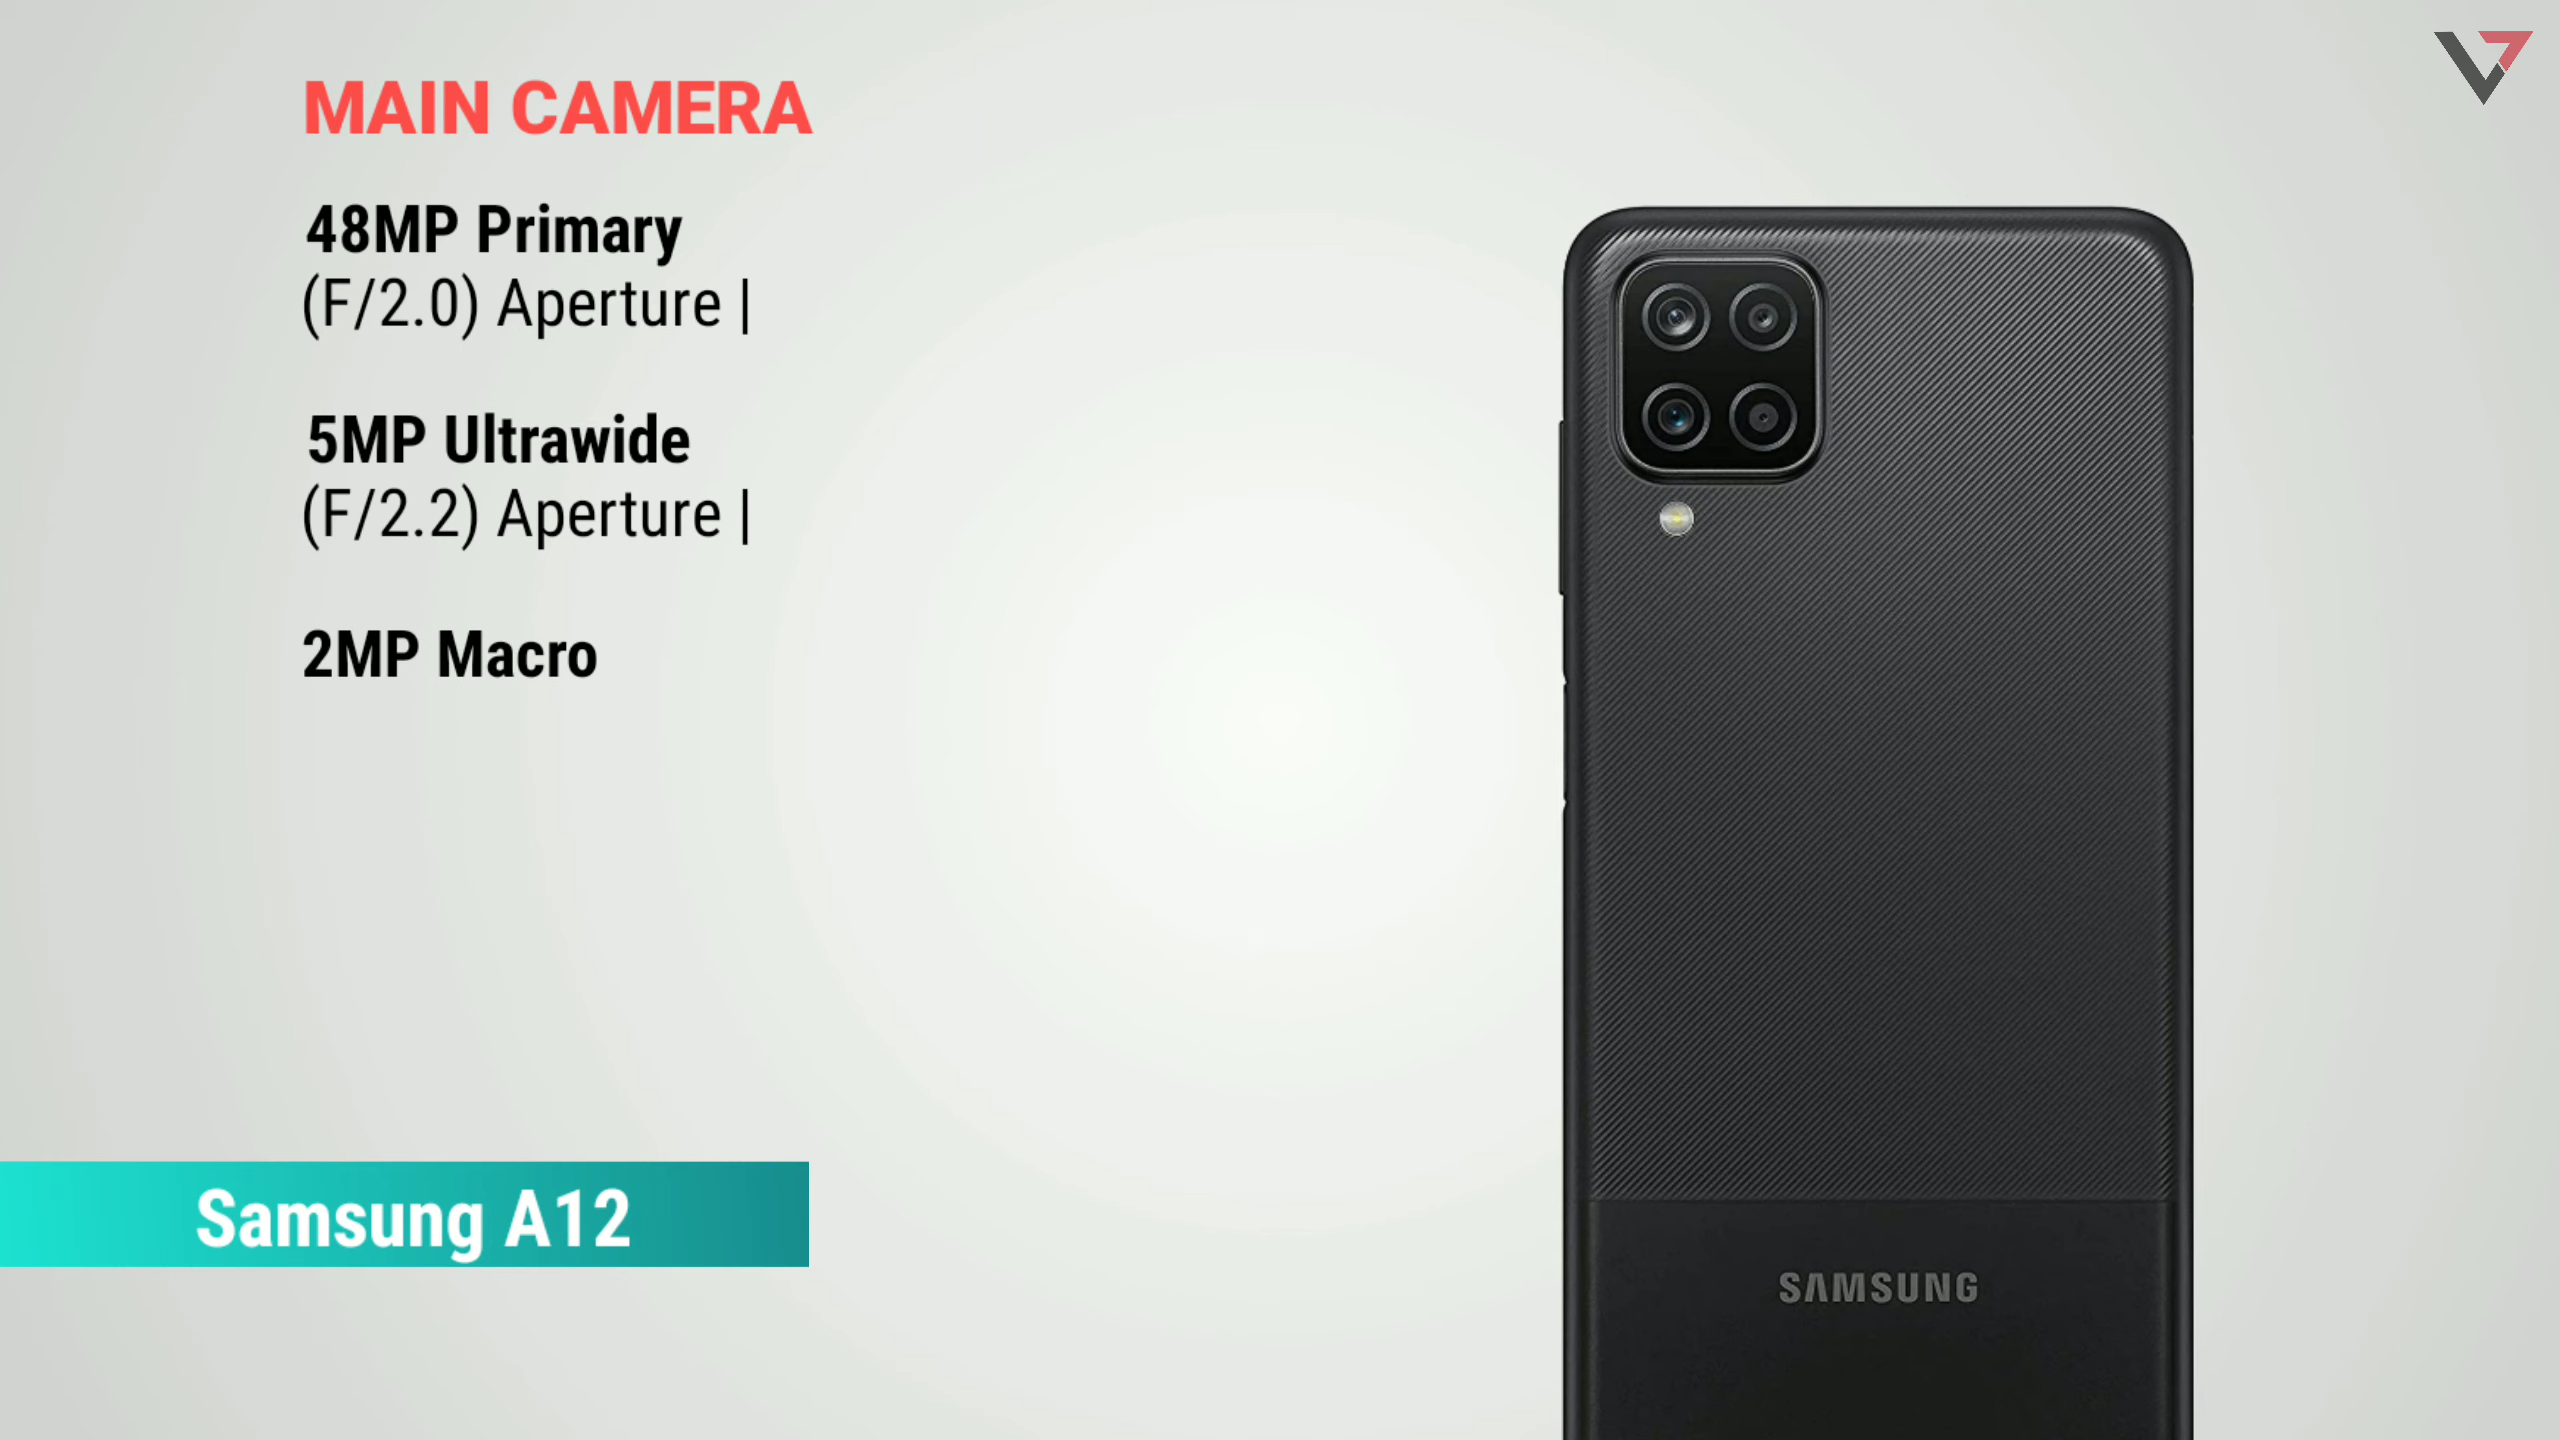 MAIN CAMERA
48MP Primary
(F/2.0) Aperture |
5MP Ultrawide
(F/2.2) Aperture |
2MP Macro
Samsung A12
SAMSUNG